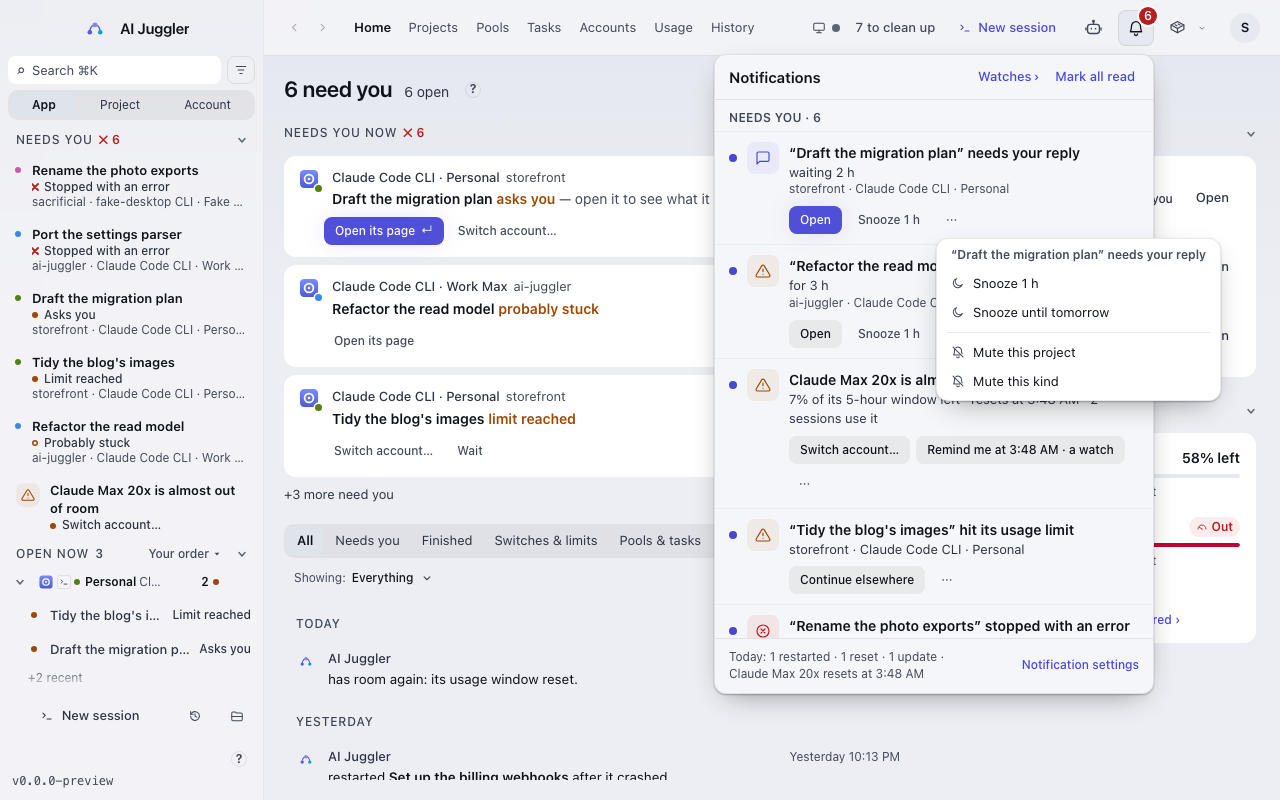 AI Juggler
Search ⌘K
App
Project
Account
NEEDS YOU ✕ 6
Rename the photo exports
Stopped with an error
sacrificial · fake-desktop CLI · Fake …
Port the settings parser
Stopped with an error
ai-juggler · Claude Code CLI · Work …
Draft the migration plan
Asks you
storefront · Claude Code CLI · Perso…
Tidy the blog's images
Limit reached
storefront · Claude Code CLI · Perso…
Refactor the read model
Probably stuck
ai-juggler · Claude Code CLI · Work …
Claude Max 20x is almost out
of room
Switch account…
OPEN NOW 3
Your order
Personal Cl…
2
Tidy the blog's i…
Limit reached
Draft the migration p…
Asks you
+2 recent
New session
?
v0.0.0-preview
Home
Projects
Pools
Tasks
Accounts
Usage
History
7 to clean up
New session
6
S
6 need you
6 open
?
NEEDS YOU NOW ✕ 6
Claude Code CLI · Personal storefront
Draft the migration plan asks you — open it to see what it
Open its page ↵
Switch account…
Claude Code CLI · Work Max ai-juggler
Refactor the read model probably stuck
Open its page
Claude Code CLI · Personal storefront
Tidy the blog's images limit reached
Switch account…
Wait
+3 more need you
All
Needs you
Finished
Switches & limits
Pools & tasks
Showing: Everything
TODAY
AI Juggler
has room again: its usage window reset.
YESTERDAY
AI Juggler
Yesterday 10:13 PM
restarted Set up the billing webhooks after it crashed
Notifications
Watches ›
Mark all read
NEEDS YOU · 6
“Draft the migration plan” needs your reply
waiting 2 h
storefront · Claude Code CLI · Personal
Open
Snooze 1 h
…
“Refactor the read mo
for 3 h
ai-juggler · Claude Code C
Open
Snooze 1 h
Claude Max 20x is alm
7% of its 5-hour window left · resets at 3:48 AM · 2
sessions use it
Switch account…
Remind me at 3:48 AM · a watch
…
“Tidy the blog's images” hit its usage limit
storefront · Claude Code CLI · Personal
Continue elsewhere
…
“Rename the photo exports” stopped with an error
Today: 1 restarted · 1 reset · 1 update ·
Claude Max 20x resets at 3:48 AM
Notification settings
“Draft the migration plan” needs your reply
Snooze 1 h
Snooze until tomorrow
Mute this project
Mute this kind
you
Open
58% left
Out
red ›